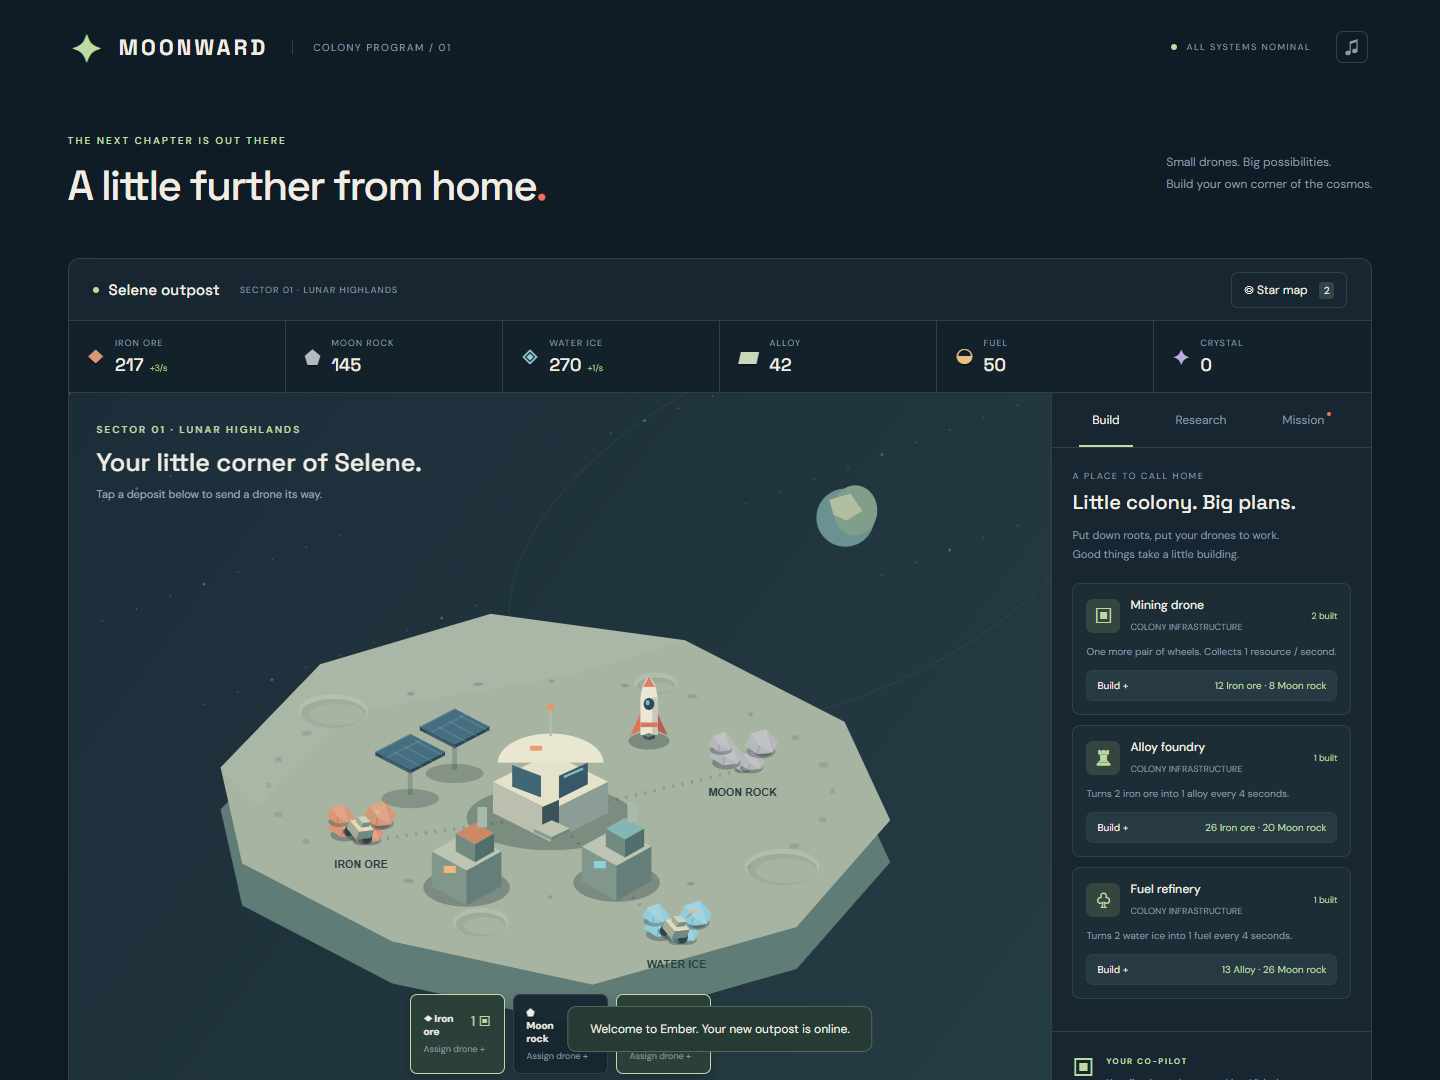 MOONWARD
COLONY PROGRAM / 01
ALL SYSTEMS NOMINAL
THE NEXT CHAPTER IS OUT THERE
A little further from home.
Small drones. Big possibilities.
Build your own corner of the cosmos.
Selene outpost
SECTOR 01 · LUNAR HIGHLANDS
Star map 2
IRON ORE
217 +3/s
MOON ROCK
145
WATER ICE
270 +1/s
ALLOY
42
FUEL
50
CRYSTAL
0
SECTOR 01 · LUNAR HIGHLANDS
Your little corner of Selene.
Tap a deposit below to send a drone its way.
MOON ROCK
IRON ORE
WATER ICE
Iron
ore
1
Assign drone +
Moon
rock
Assign drone +
Assign drone +
Welcome to Ember. Your new outpost is online.
Build
Research
Mission
A PLACE TO CALL HOME
Little colony. Big plans.
Put down roots, put your drones to work.
Good things take a little building.
Mining drone
COLONY INFRASTRUCTURE
2 built
One more pair of wheels. Collects 1 resource / second.
Build + 12 Iron ore · 8 Moon rock
Alloy foundry
COLONY INFRASTRUCTURE
1 built
Turns 2 iron ore into 1 alloy every 4 seconds.
Build + 26 Iron ore · 20 Moon rock
Fuel refinery
COLONY INFRASTRUCTURE
1 built
Turns 2 water ice into 1 fuel every 4 seconds.
Build + 13 Alloy · 26 Moon rock
YOUR CO-PILOT